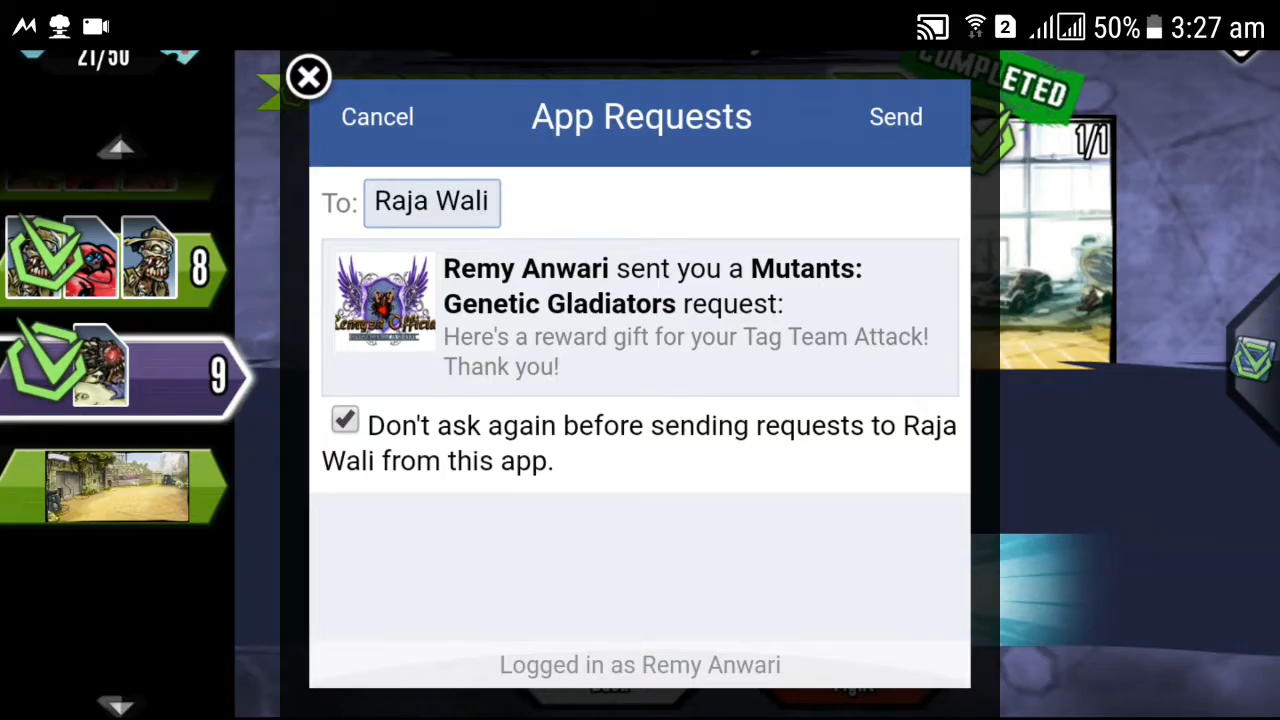 2 50% 3:27 am
21/50
COMPLETED
Cancel App Requests Send
1/1
To: Raja Wali
8
Remy Anwari sent you a Mutants:
Genetic Gladiators request:
Here's a reward gift for your Tag Team Attack!
Thank you!
9
Don't ask again before sending requests to Raja
Wali from this app.
Logged in as Remy Anwari